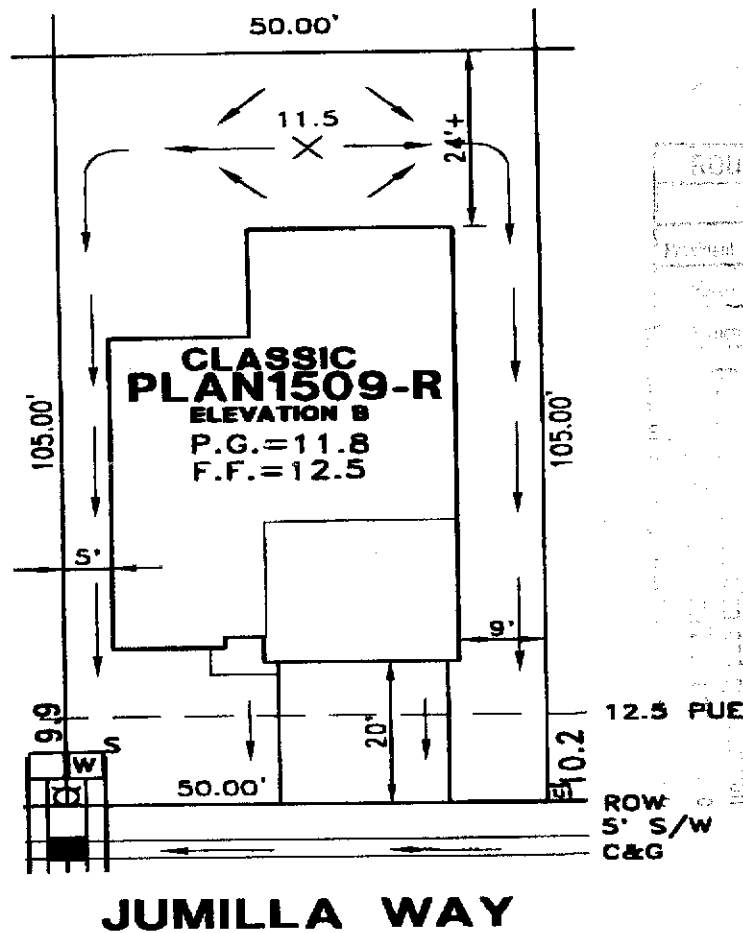 50.00'
11.5
24'+
ROU
CLASSIC
PLAN1509-R
ELEVATION B
P.G.=11.8
F.F.=12.5
105.00'
105.00'
5'
9'
9.9
20'
12.5 PUE
10.2
S
W
E
50.00'
ROW
5' S/W
C&G
JUMILLA WAY